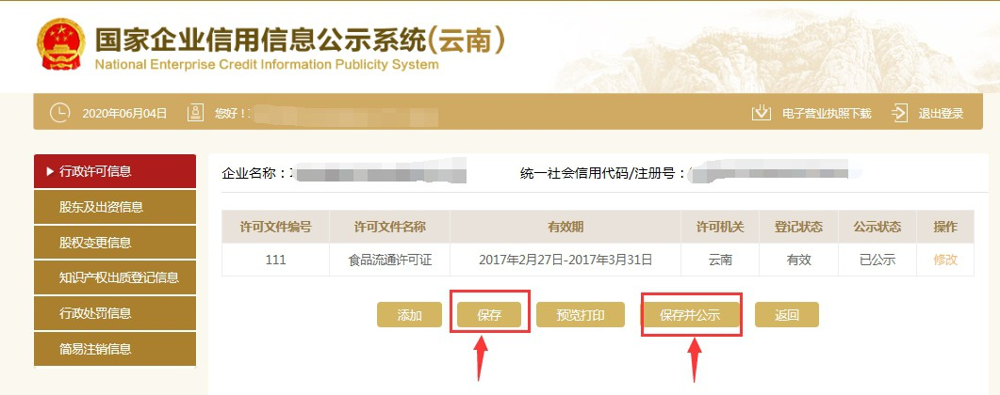 国家企业信用信息公示系统(云南)
National Enterprise Credit Information Publicity System
2020年06月04日 您好! 电子营业执照下载 退出登录
行政许可信息
股东及出资信息
股权变更信息
知识产权出质登记信息
行政处罚信息
简易注销信息
企业名称: 统一社会信用代码/注册号:
许可文件编号 许可文件名称 有效期 许可机关 登记状态 公示状态 操作
111 食品流通许可证 2017年2月27日-2017年3月31日 云南 有效 已公示 修改
添加 保存 预览打印 保存并公示 返回